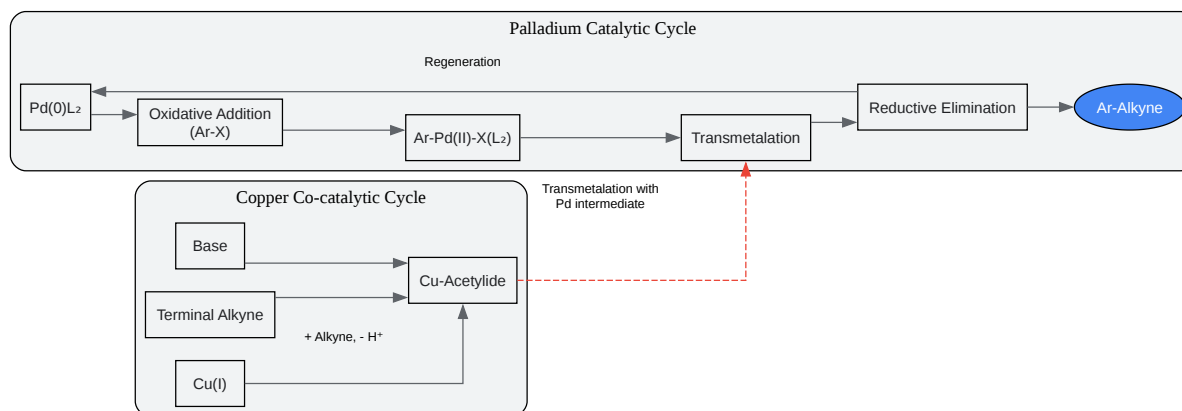 Palladium Catalytic Cycle
Regeneration
Pd(0)L₂
Oxidative Addition
(Ar-X)
Ar-Pd(II)-X(L₂)
Transmetalation
Reductive Elimination
Ar-Alkyne
Transmetalation with
Pd intermediate
Copper Co-catalytic Cycle
Base
Cu-Acetylide
Terminal Alkyne
+ Alkyne, - H⁺
Cu(I)